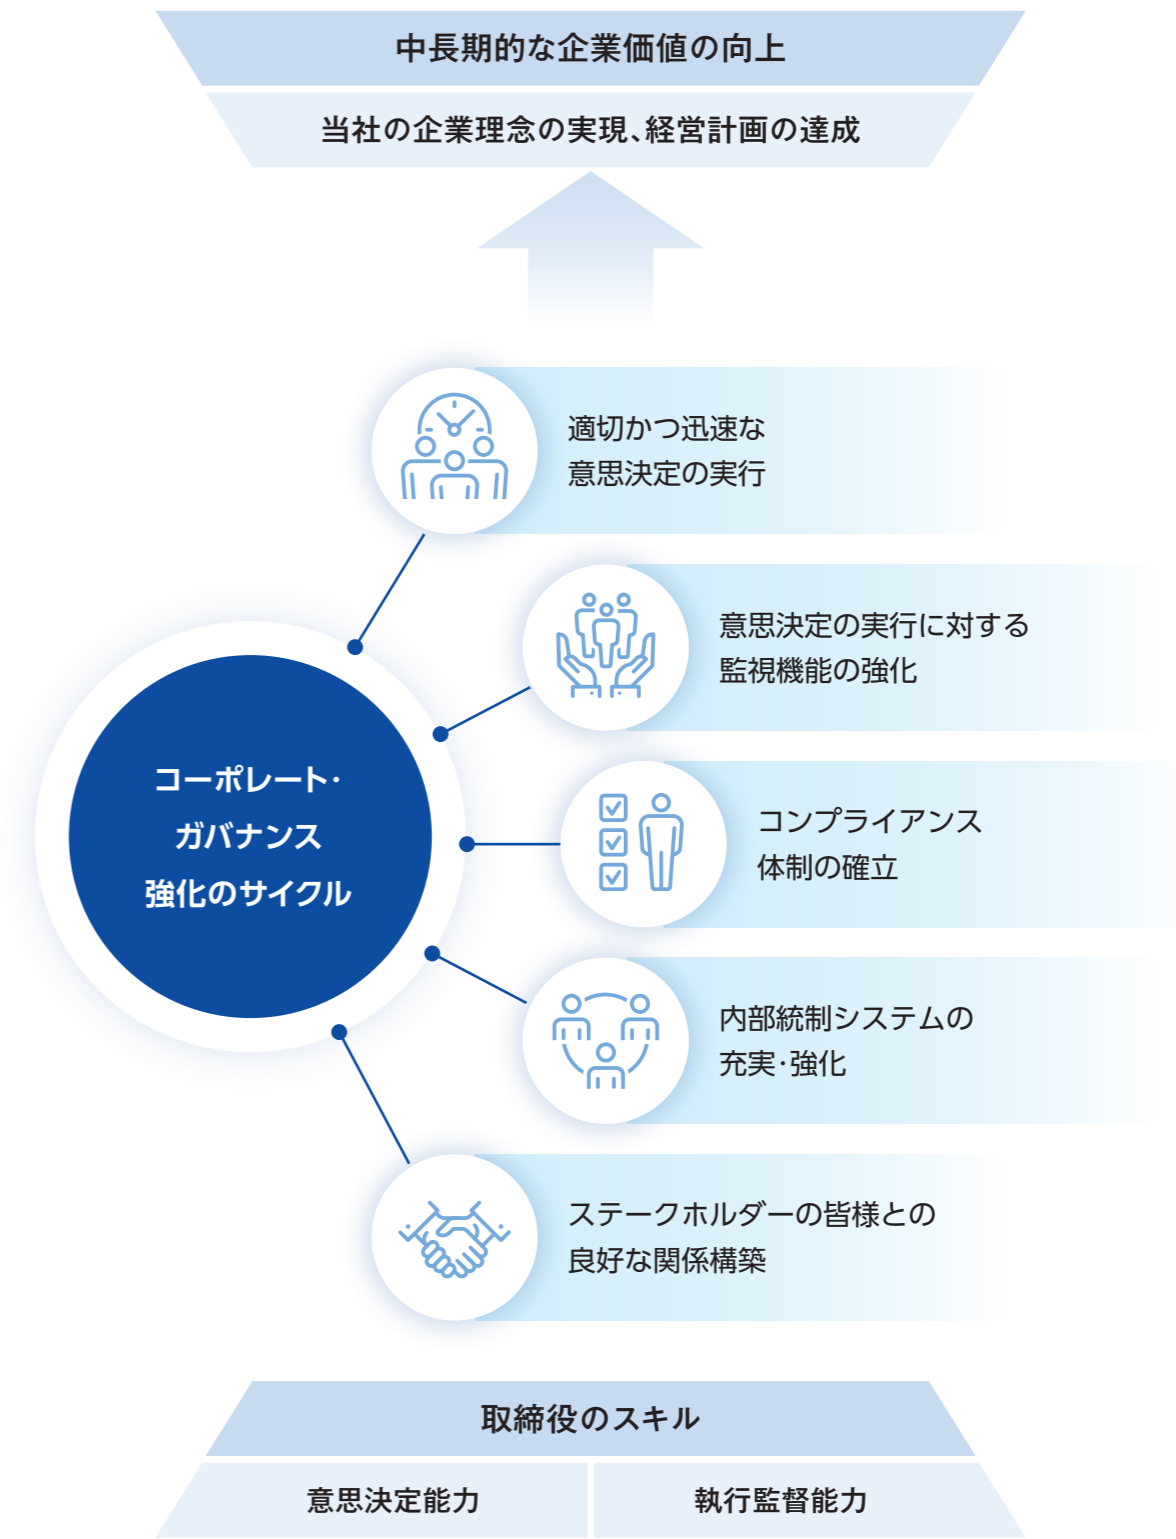 中長期的な企業価値の向上
当社の企業理念の実現、経営計画の達成
適切かつ迅速な
意思決定の実行
意思決定の実行に対する
監視機能の強化
コーポレート・
ガバナンス
強化のサイクル
コンプライアンス
体制の確立
内部統制システムの
充実・強化
ステークホルダーの皆様との
良好な関係構築
取締役のスキル
意思決定能力
執行監督能力